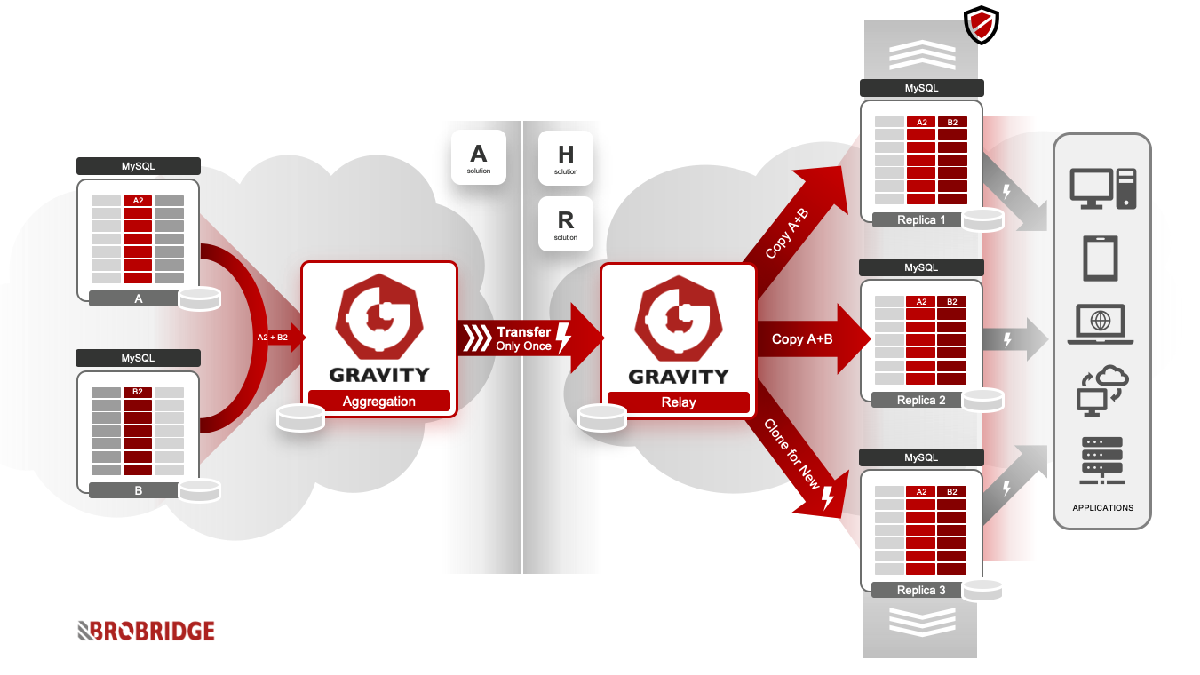 MySQL
A2
A
MySQL
B2
B
A2 + B2
GRAVITY
Aggregation
A
solution
H
solution
R
solution
Transfer
Only Once
GRAVITY
Relay
Copy A+B
Copy A+B
Clone for New
MySQL
A2 B2
Replica 1
MySQL
A2 B2
Replica 2
MySQL
A2 B2
Replica 3
APPLICATIONS
BROBRIDGE